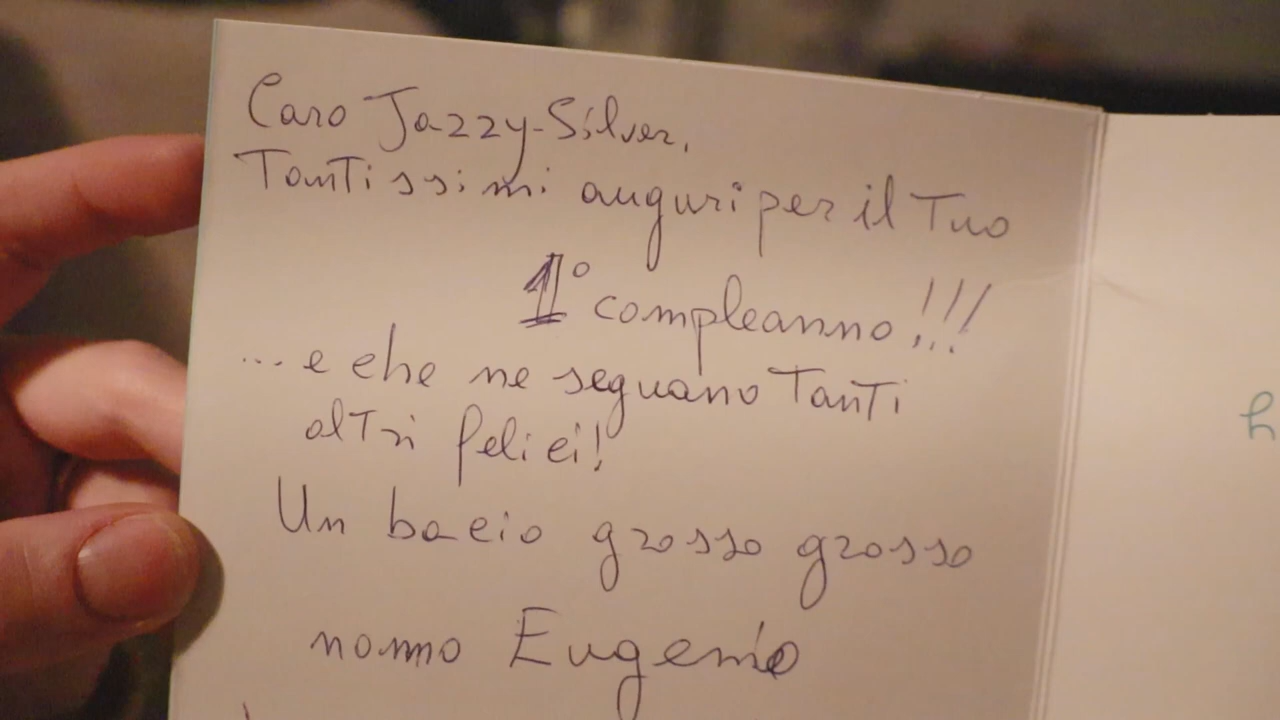 Caro Jazzy-Silver,
Tantissimi auguri per il Tuo
1° compleanno!!!
... e che ne seguano Tanti
altri felici!
Un bacio grosso grosso
nonno Eugenio
h